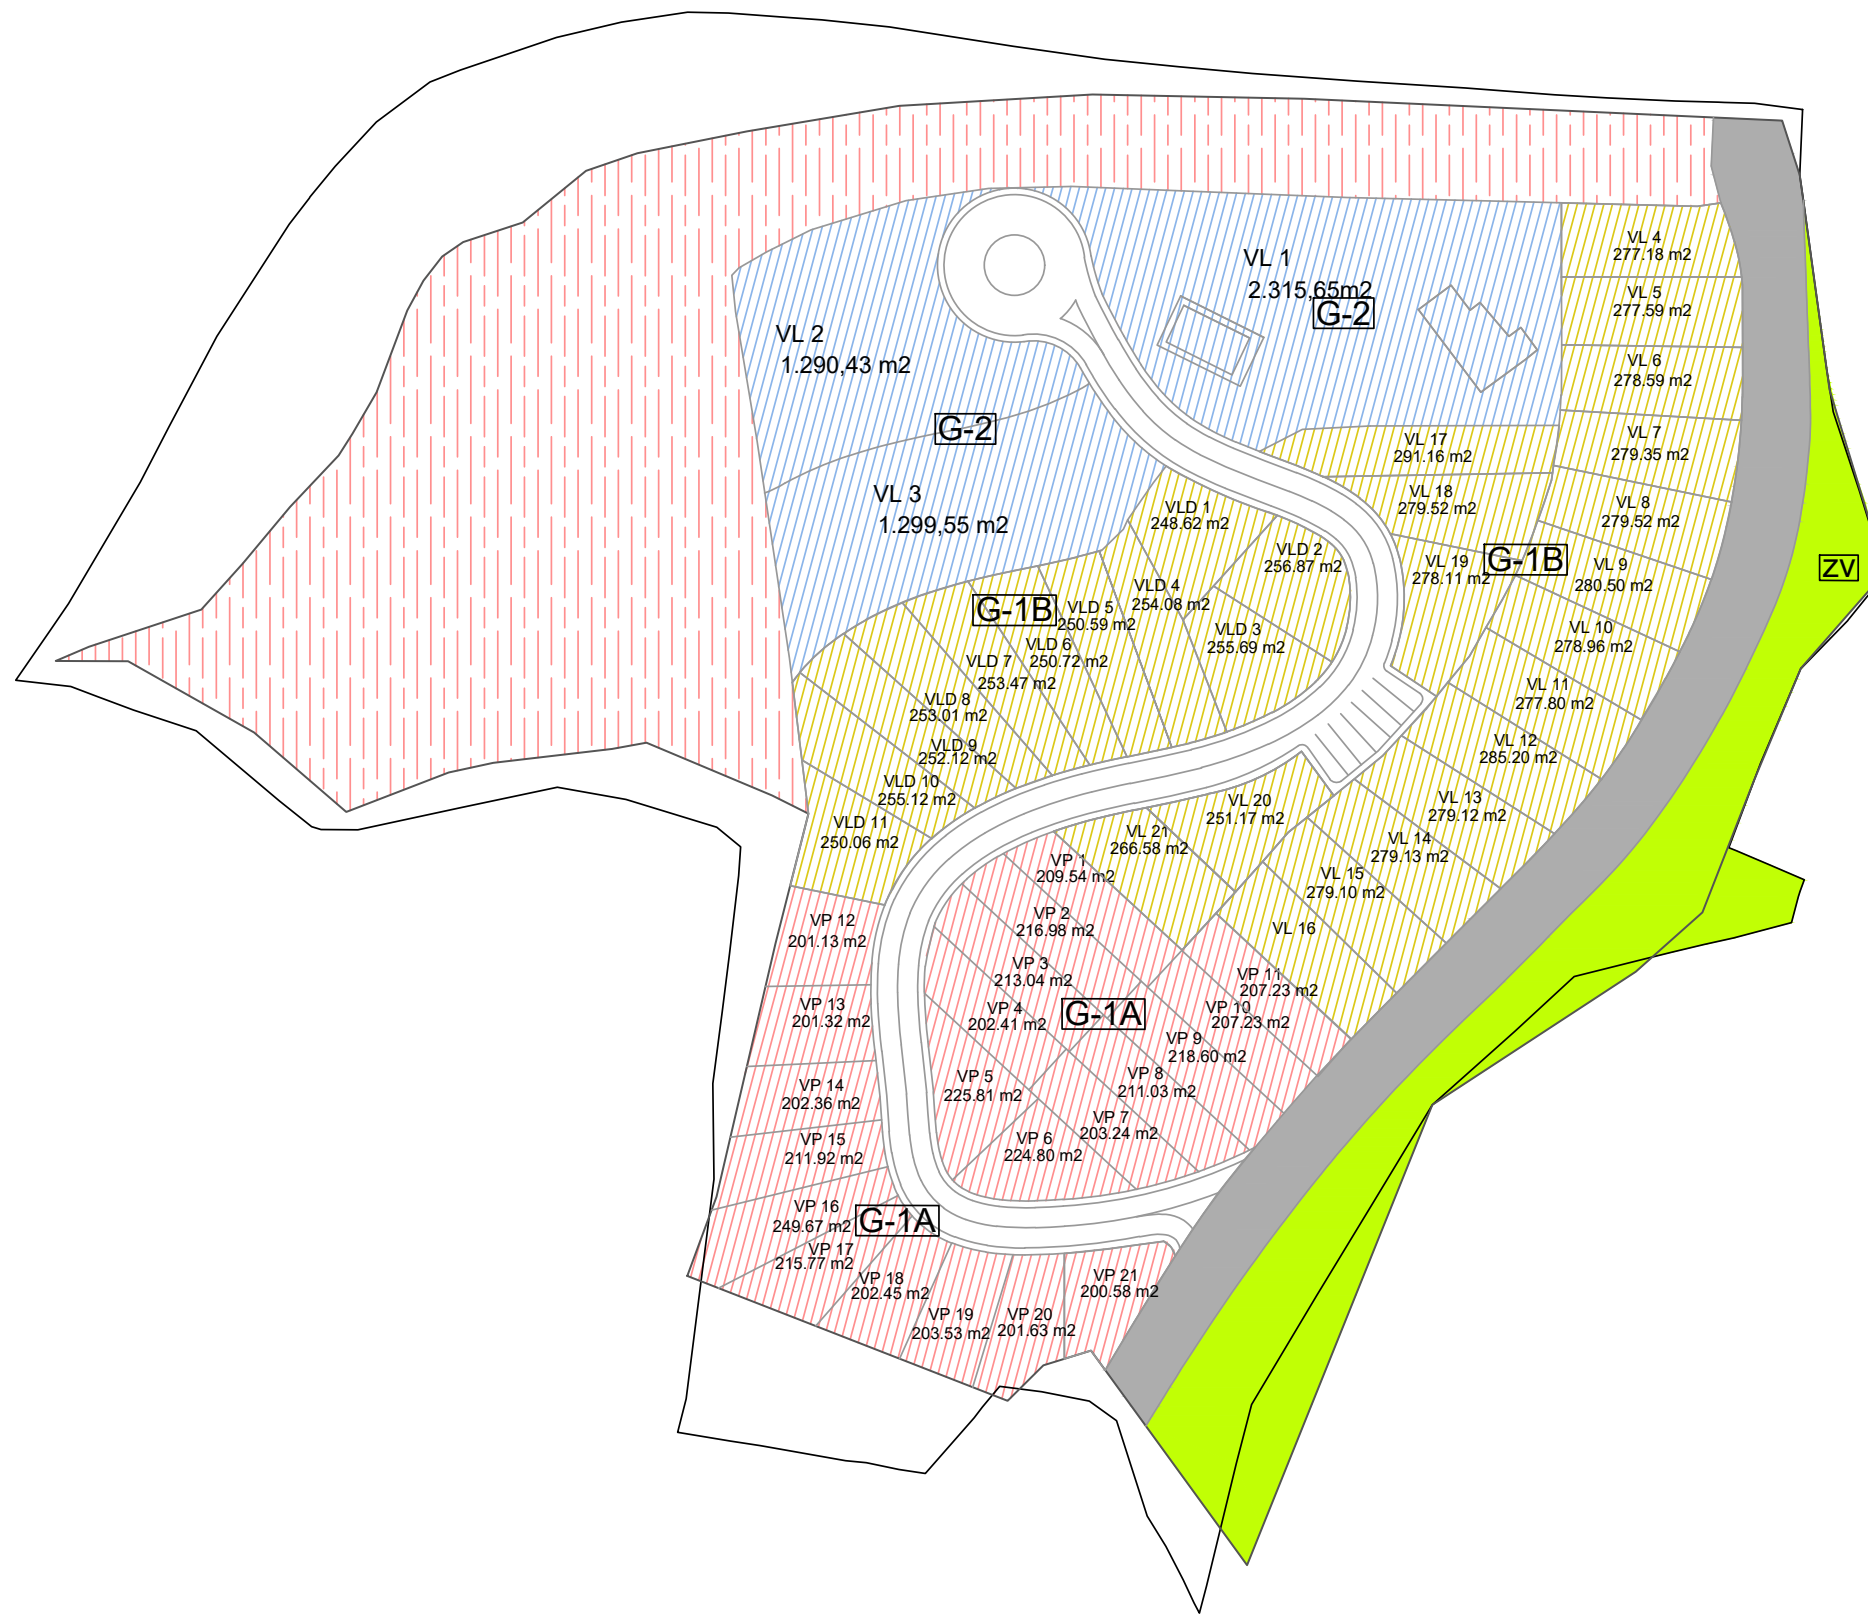 VL 1
2.315,65m2
G-2
VL 2
1.290,43 m2
G-2
VL 3
1.299,55 m2
VL 4
277.18 m2
VL 5
277.59 m2
VL 6
278.59 m2
VL 7
279.35 m2
VL 8
279.52 m2
VL 9
280.50 m2
VL 10
278.96 m2
VL 11
277.80 m2
VL 12
285.20 m2
VL 13
279.12 m2
VL 14
279.13 m2
VL 15
279.10 m2
VL 16
VL 17
291.16 m2
VL 18
279.52 m2
VL 19
278.11 m2
G-1B
ZV
VL 20
251.17 m2
VL 21
266.58 m2
VLD 1
248.62 m2
VLD 2
256.87 m2
VLD 3
255.69 m2
VLD 4
254.08 m2
VLD 5
250.59 m2
G-1B
VLD 6
250.72 m2
VLD 7
253.47 m2
VLD 8
253.01 m2
VLD 9
252.12 m2
VLD 10
255.12 m2
VLD 11
250.06 m2
VP 1
209.54 m2
VP 2
216.98 m2
VP 3
213.04 m2
VP 4
202.41 m2
G-1A
VP 5
225.81 m2
VP 6
224.80 m2
VP 7
203.24 m2
VP 8
211.03 m2
VP 9
218.60 m2
VP 10
207.23 m2
VP 11
207.23 m2
VP 12
201.13 m2
VP 13
201.32 m2
VP 14
202.36 m2
VP 15
211.92 m2
VP 16
249.67 m2
G-1A
VP 17
215.77 m2
VP 18
202.45 m2
VP 19
203.53 m2
VP 20
201.63 m2
VP 21
200.58 m2